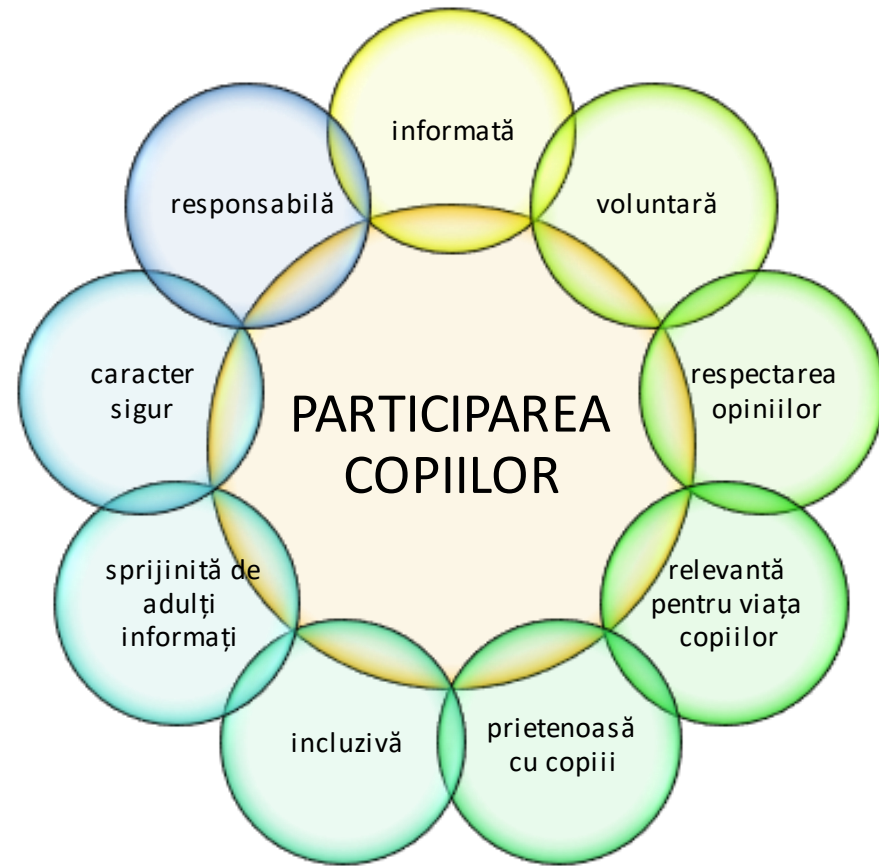 informată
voluntară
respectarea
opiniilor
relevantă
pentru viața
copiilor
prietenoasă
cu copiii
incluzivă
sprijinită de
adulți
informați
caracter
sigur
responsabilă
PARTICIPAREA
COPIILOR